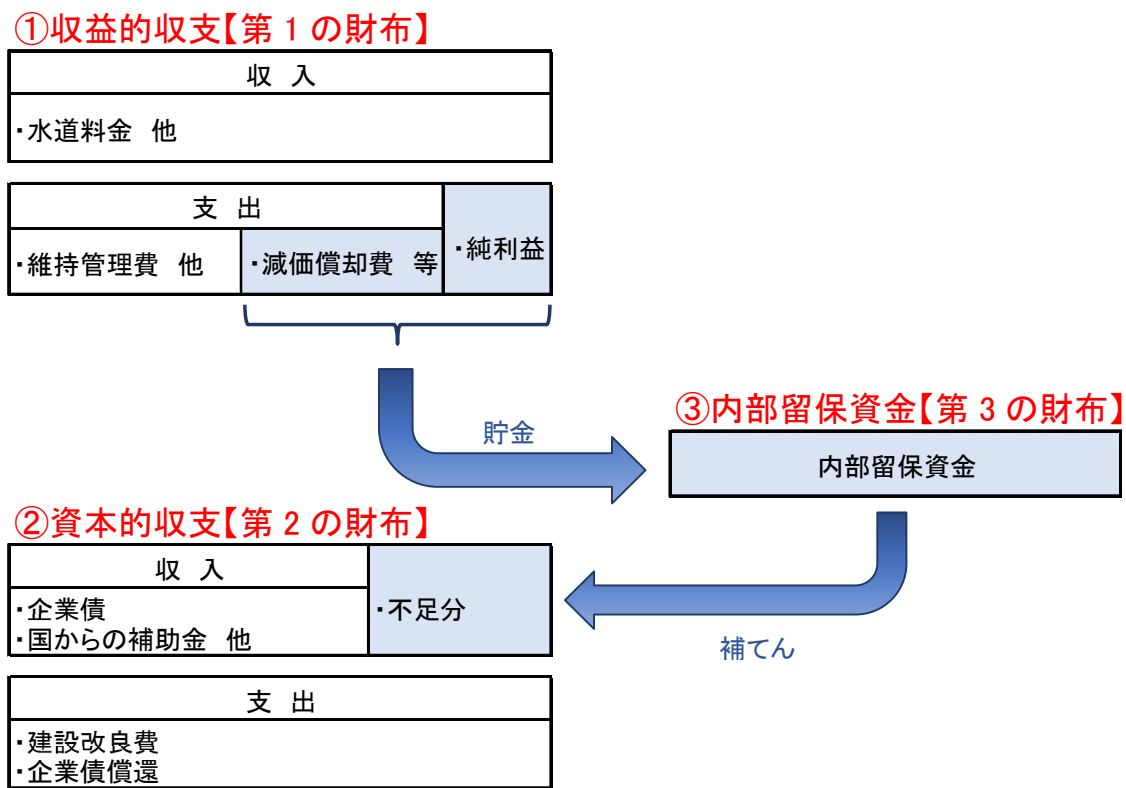 ①収益的収支【第1の財布】
収 入
・水道料金 他
支 出
・純利益
・維持管理費 他
・減価償却費 等
貯金
③内部留保資金【第3の財布】
内部留保資金
②資本的収支【第2の財布】
収 入
・不足分
・企業債
・国からの補助金 他
補てん
支 出
・建設改良費
・企業債償還